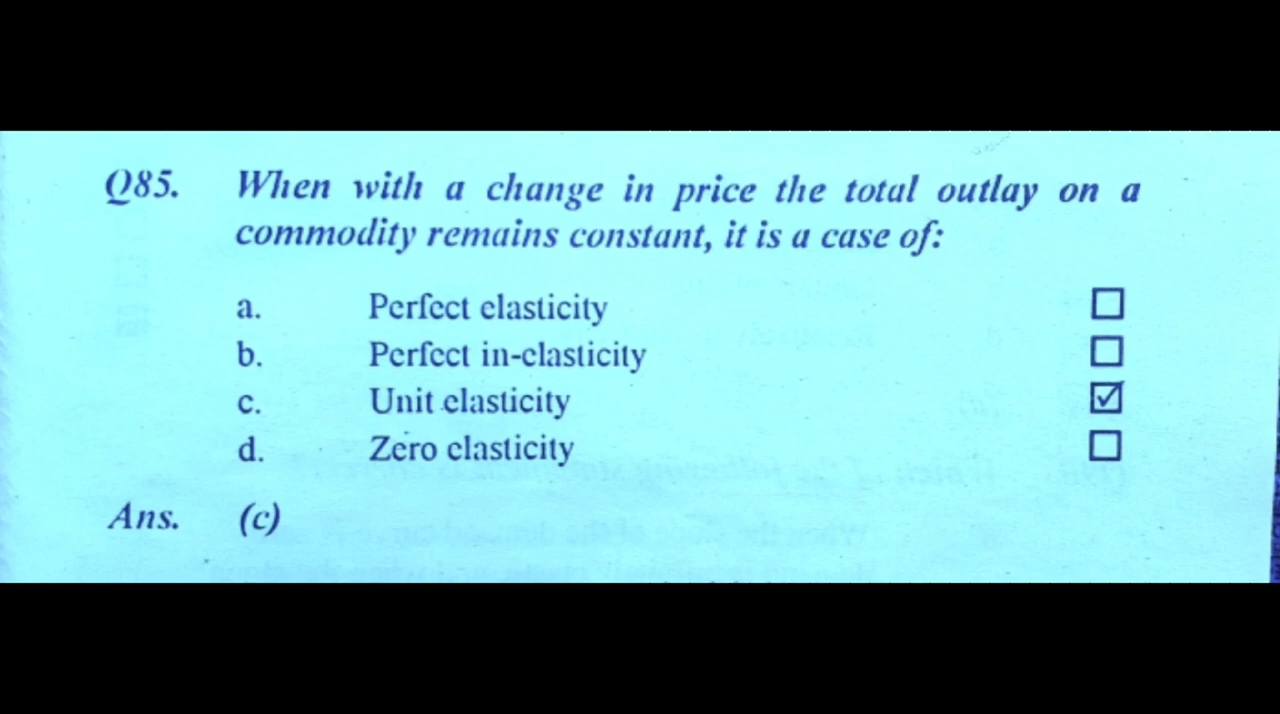 Q85. When with a change in price the total outlay on a
commodity remains constant, it is a case of:
a. Perfect elasticity
b. Perfect in-elasticity
c. Unit elasticity
d. Zero elasticity
Ans. (c)